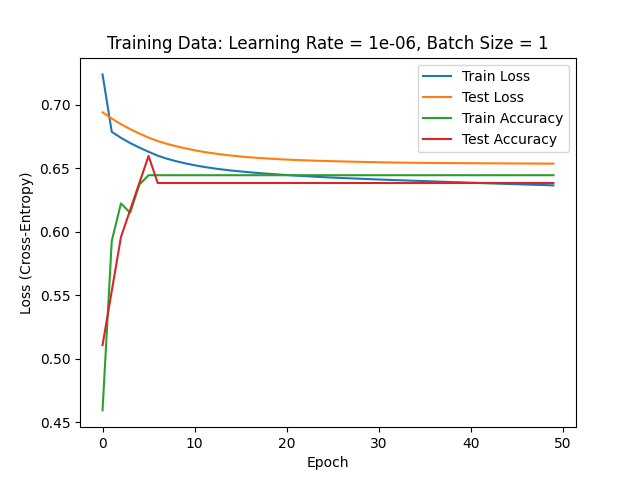 Training Data: Learning Rate = 1e-06, Batch Size = 1
Train Loss
Test Loss
Train Accuracy
Test Accuracy
0.70
0.65
0.60
0.55
0.50
0.45
Loss (Cross-Entropy)
0 10 20 30 40 50
Epoch